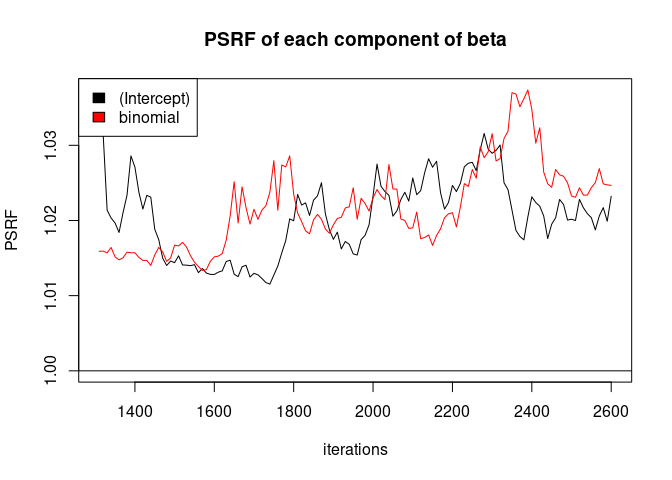 PSRF of each component of beta
(Intercept)
binomial
PSRF
1.03
1.02
1.01
1.00
1400 1600 1800 2000 2200 2400 2600
iterations